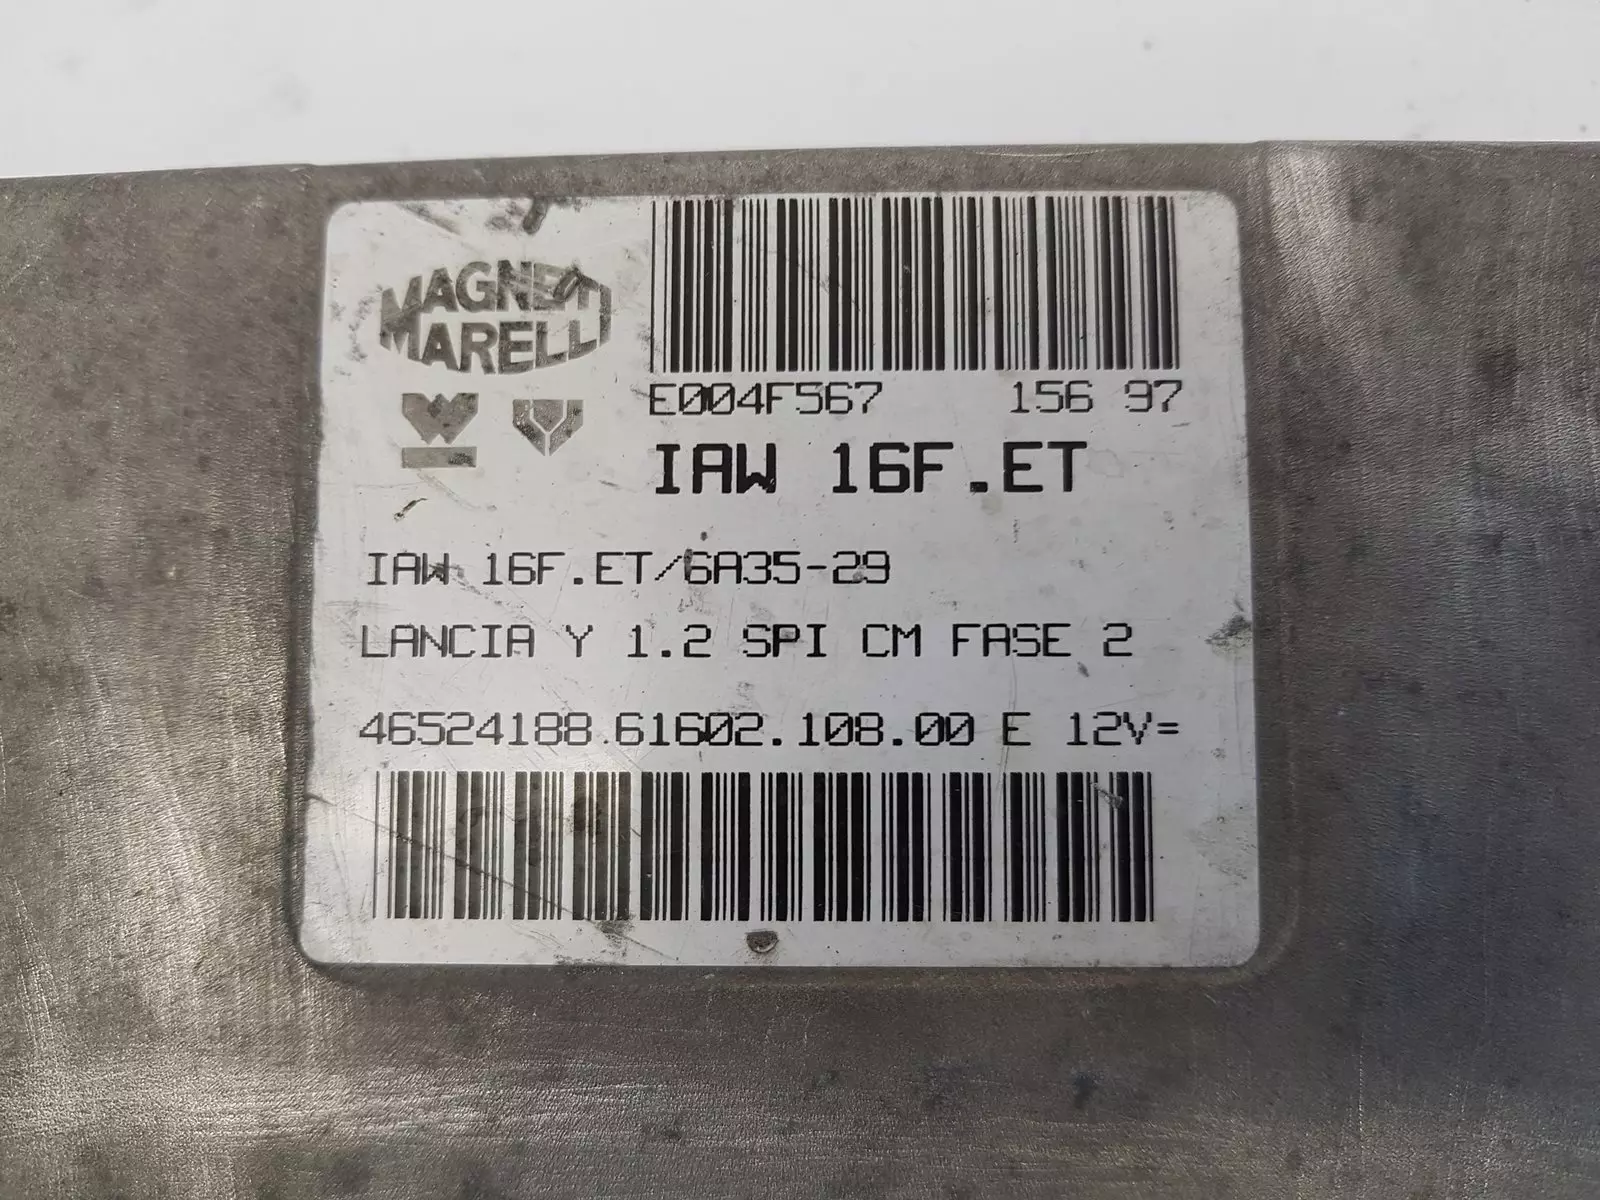 MAGNETI
MARELLI
E004F567 156 97
IAW 16F.ET
IAW 16F.ET/6A35-29
LANCIA Y 1.2 SPI CM FASE 2
46524188.61602.108.00 E 12V=